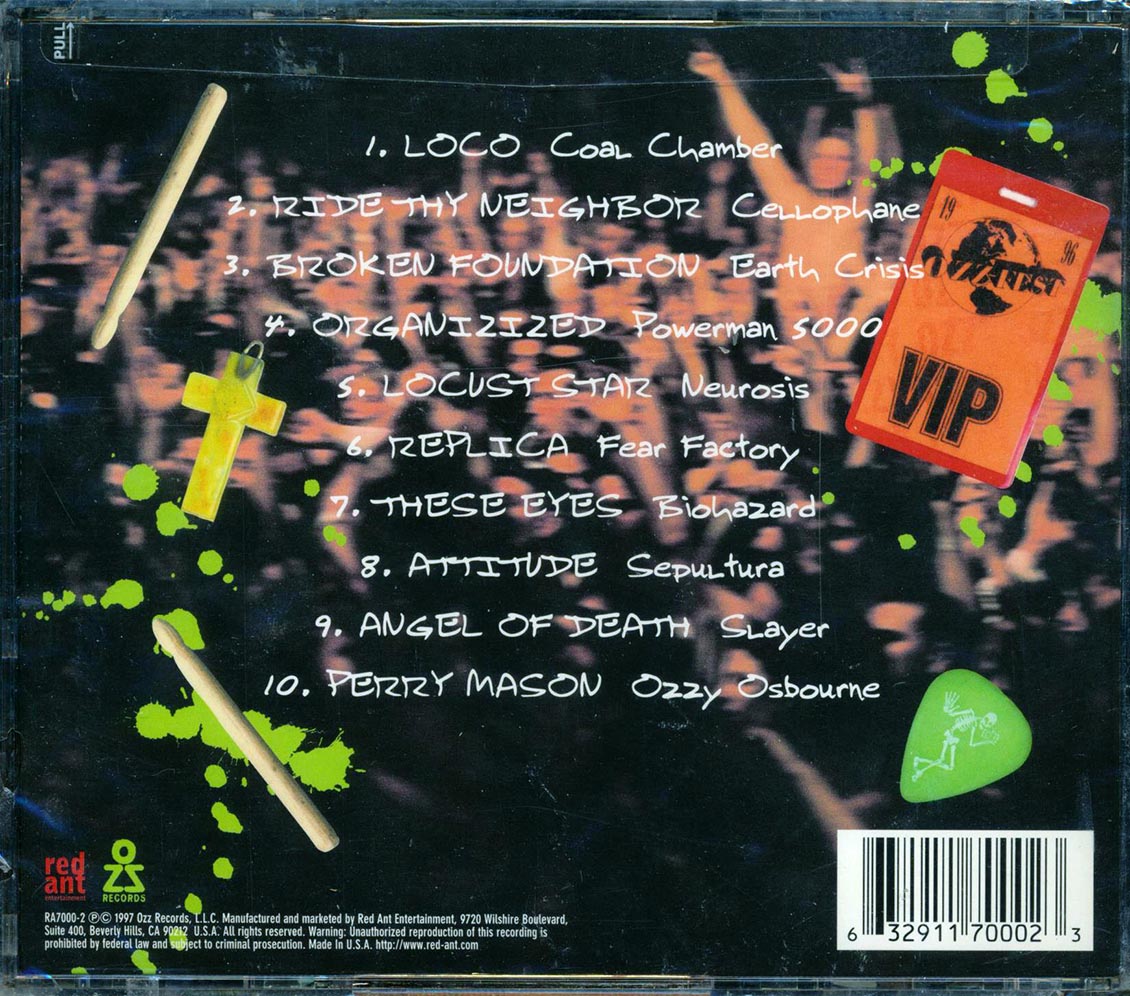 PULL
1. LOCO Coal Chamber
2. RIDE THY NEIGHBOR Cellophane
3. BROKEN FOUNDATION Earth Crisis
4. ORGANIZIZED Powerman 5000
5. LOCUST STAR Neurosis
6. REPLICA Fear Factory
7. THESE EYES Biohazard
8. ATTITUDE Sepultura
9. ANGEL OF DEATH Slayer
10. PERRY MASON Ozzy Osbourne
19 96
OZZFEST
VIP
red
ant
entertainment
OZZ
RECORDS
RA7000-2 ℗© 1997 Ozz Records, L.L.C. Manufactured and marketed by Red Ant Entertainment, 9720 Wilshire Boulevard,
Suite 400, Beverly Hills, CA 90212 U.S.A. All rights reserved. Warning: Unauthorized reproduction of this recording is
prohibited by federal law and subject to criminal prosecution. Made In U.S.A. http://www.red-ant.com
6 32911 70002 3